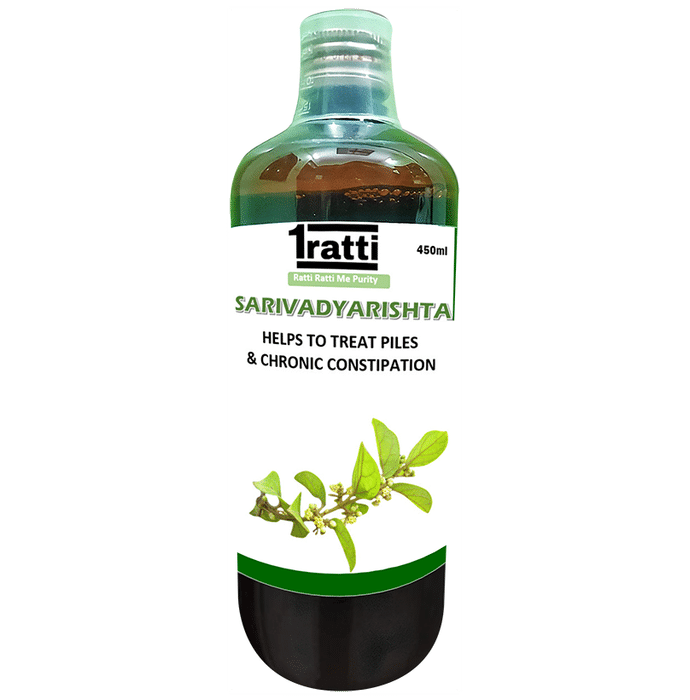 1ratti
450ml
Ratti Ratti Me Purity
SARIVADYARISHTA
HELPS TO TREAT PILES
& CHRONIC CONSTIPATION